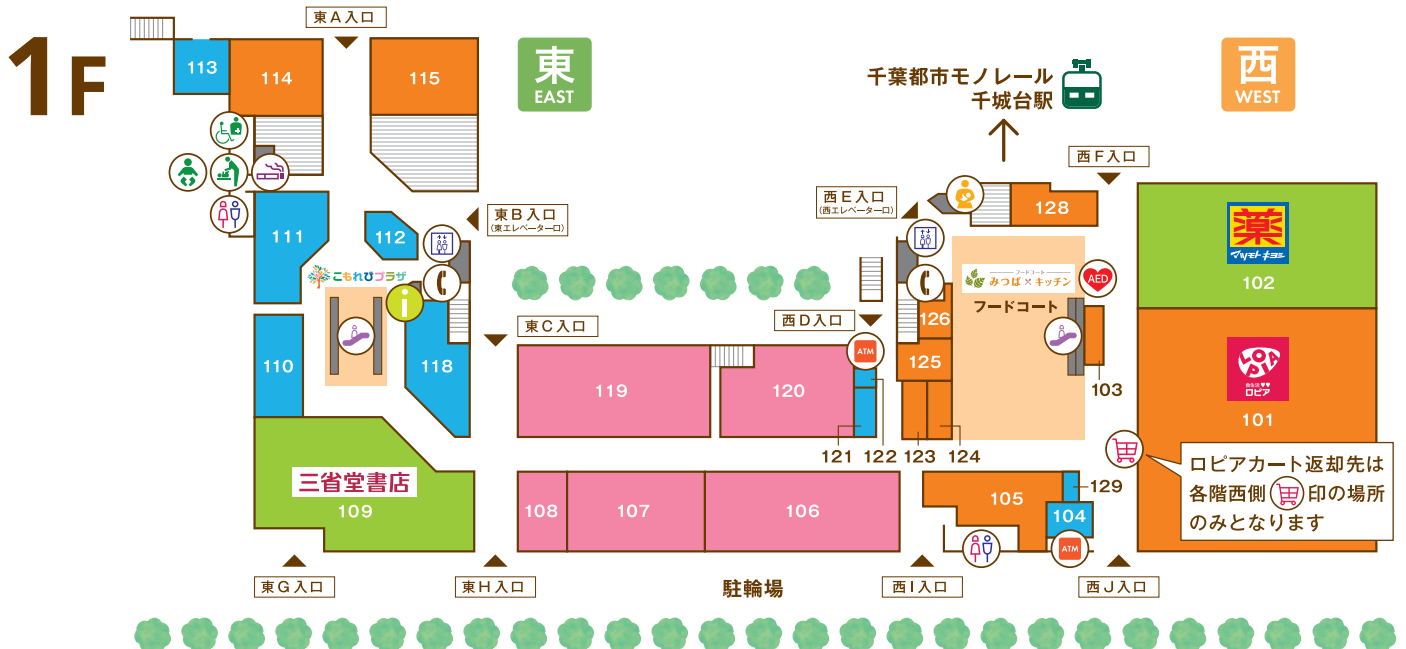 1F
東A入口
113
114
115
東
EAST
千葉都市モノレール
千城台駅
西
WEST
西F入口
西E入口
(西エレベーター口)
128
東B入口
(東エレベーター口)
111
112
こもれびプラザ
i
薬
マツモトキヨシ
102
フードコート
みつば×キッチン
フードコート
AED
126
125
103
東C入口
西D入口
ATM
110
118
119
120
LOPIA
食生活♥♥
ロピア
101
121
122
123
124
三省堂書店
109
108
107
106
105
129
104
ATM
ロピアカート返却先は
各階西側 印の場所
のみとなります
東G入口
東H入口
駐輪場
西I入口
西J入口